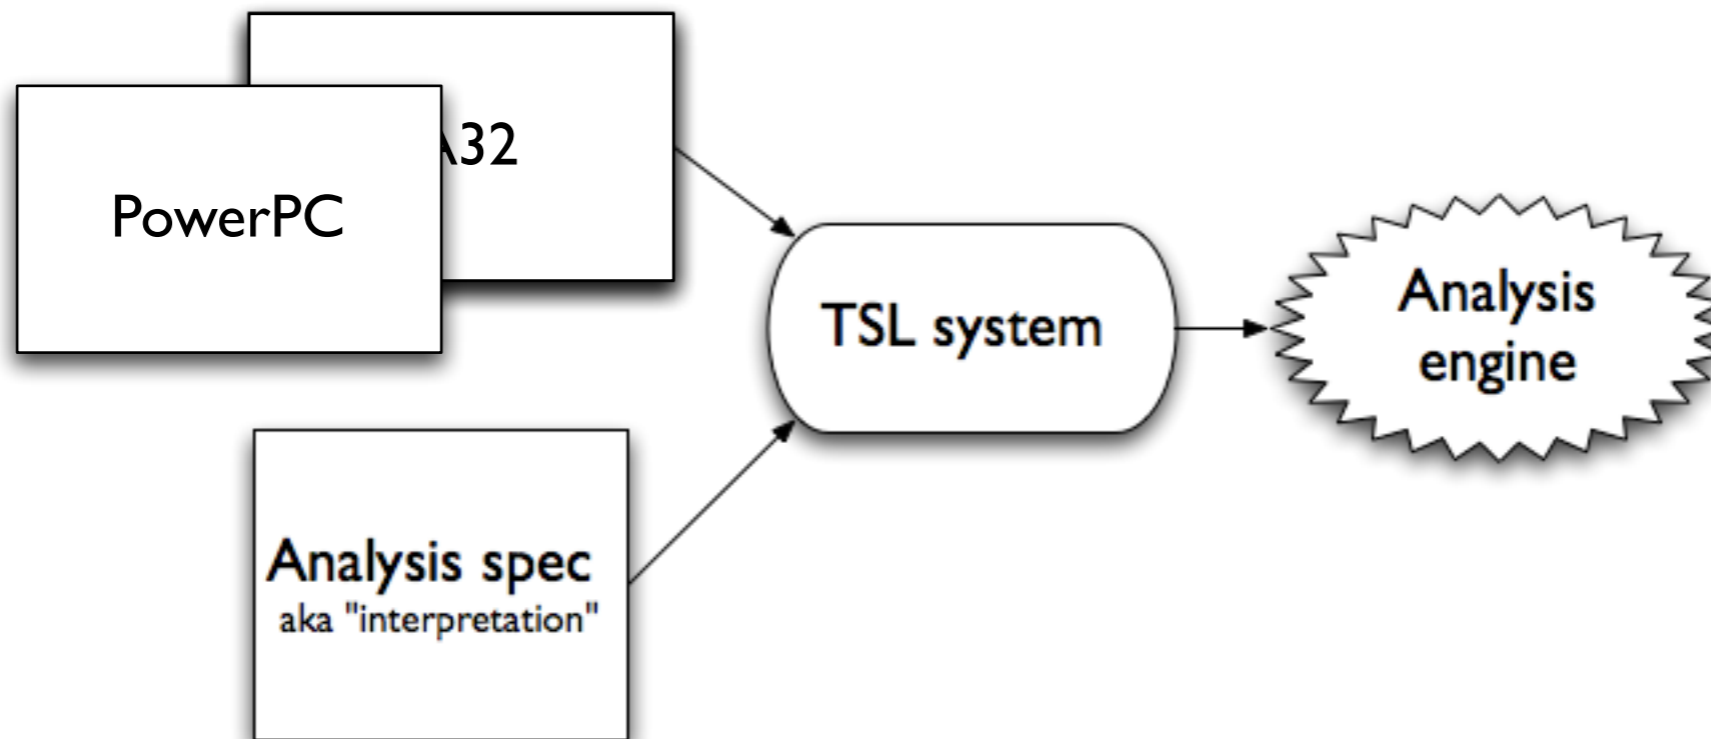 A32
PowerPC
TSL system
Analysis
engine
Analysis spec
aka "interpretation"